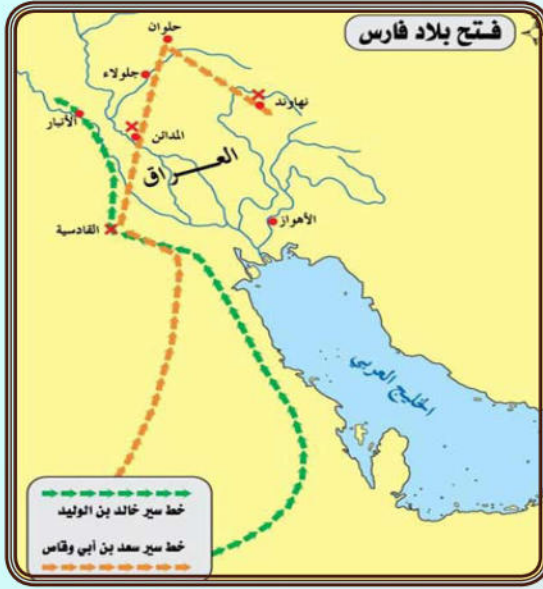 فتح بلاد فارس
حلوان
جلولاء
نهاوند
الأنبار
المدائن
العـــراق
الأهواز
القادسية
الخليج العربي
خط سير خالد بن الوليد
خط سير سعد بن أبي وقاص